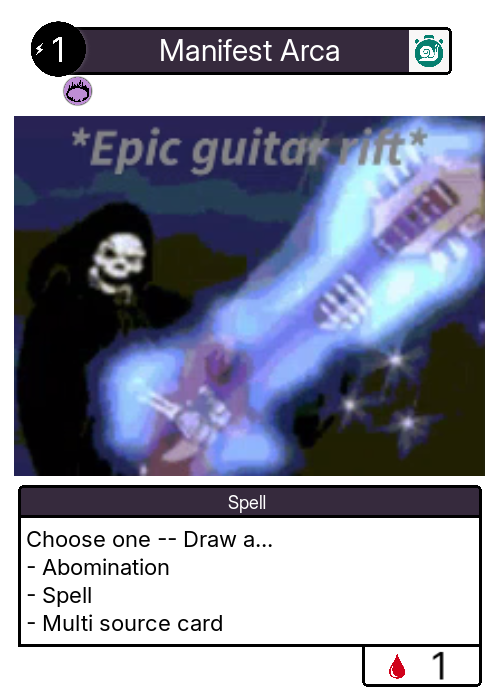 1
Manifest Arca
*Epic guitar rift*
Spell
Choose one -- Draw a...
- Abomination
- Spell
- Multi source card
1